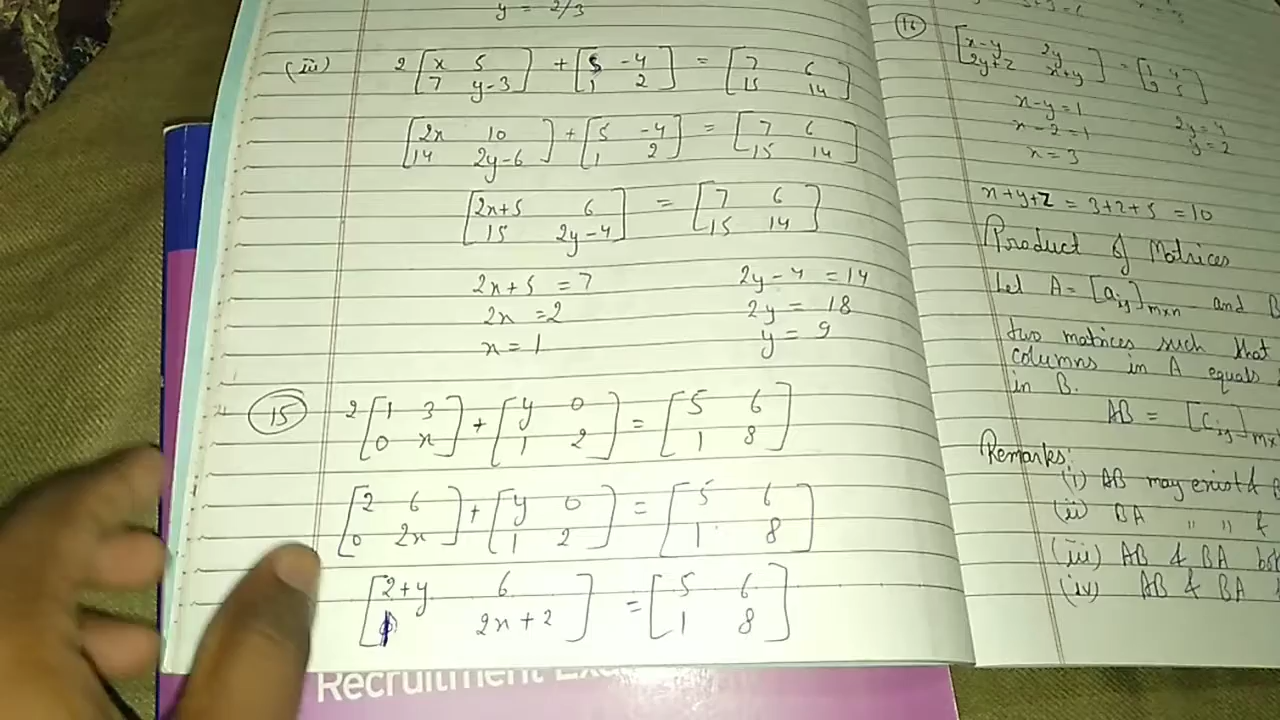 y = 2/3
(iii) 2 [x 5 / 7 y-3] + [5 -4 / 1 2] = [7 6 / 15 14]
[2x 10 / 14 2y-6] + [5 -4 / 1 2] = [7 6 / 15 14]
[2x+5 6 / 15 2y-4] = [7 6 / 15 14]
2x+5 = 7 2y-4 = 14
2x = 2 2y = 18
x = 1 y = 9
(15) 2 [1 3 / 0 x] + [y 0 / 1 2] = [5 6 / 1 8]
[2 6 / 0 2x] + [y 0 / 1 2] = [5 6 / 1 8]
[2+y 6 / 1 2x+2] = [5 6 / 1 8]
(16) [x-y 2y / 2y+z x+y] = [1 4 / 9 5]
x-y=1 2y=4
x-2=1 y=2
x=3
x+y+z = 3+2+5 = 10
Product of Matrices
Let A= [aij]mxn and
two matrices such that
columns in A equals
in B.
AB = [Cij]mx
Remarks:
(i) AB may exist &
(ii) BA " " &
(iii) AB & BA
(iv) AB & BA
Recruitment